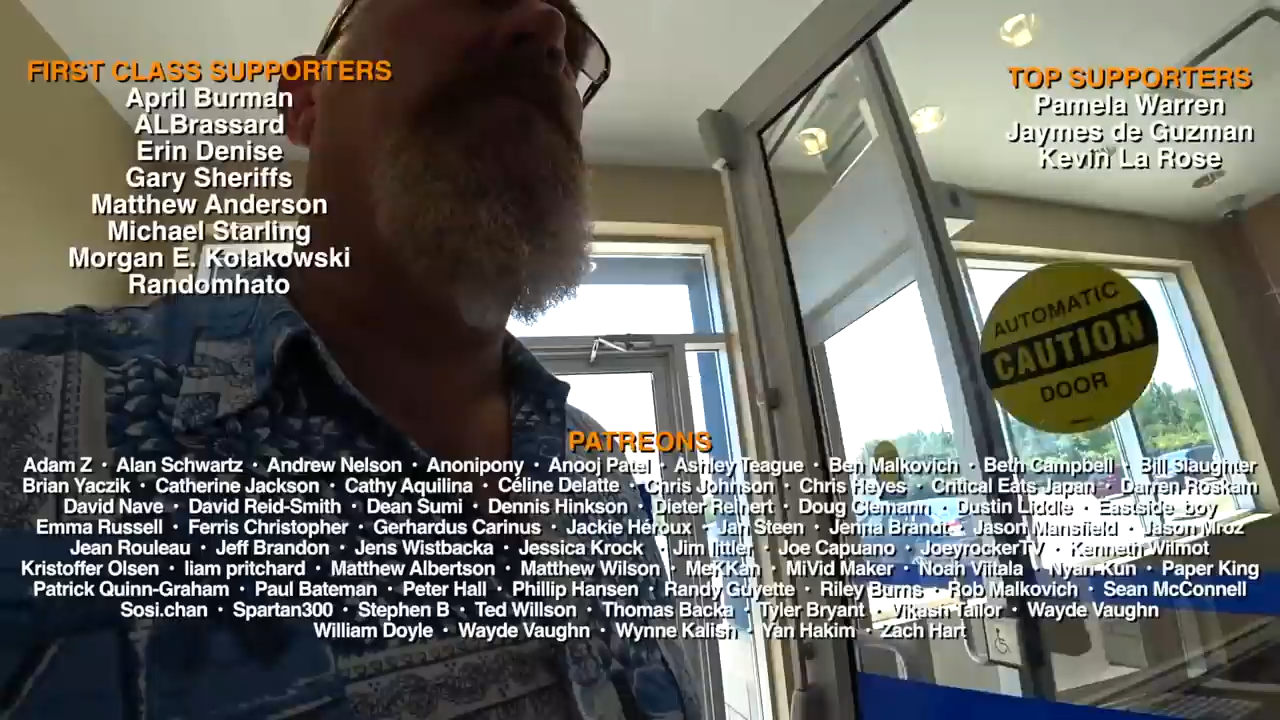 FIRST CLASS SUPPORTERS
April Burman
ALBrassard
Erin Denise
Gary Sheriffs
Matthew Anderson
Michael Starling
Morgan E. Kolakowski
Randomhato
TOP SUPPORTERS
Pamela Warren
Jaymes de Guzman
Kevin La Rose
AUTOMATIC
CAUTION
DOOR
PATREONS
Adam Z · Alan Schwartz · Andrew Nelson · Anonipony · Anooj Patel · Ashley Teague · Ben Malkovich · Beth Campbell · Bill Slaughter
Brian Yaczik · Catherine Jackson · Cathy Aquilina · Céline Delatte · Chris Johnson · Chris Heyes · Critical Eats Japan · Darren Roskam
David Nave · David Reid-Smith · Dean Sumi · Dennis Hinkson · Dieter Reinert · Doug Clemann · Dustin Liddle · Eastside_boy
Emma Russell · Ferris Christopher · Gerhardus Carinus · Jackie Héroux · Jan Steen · Jenna Brandt · Jason Mansfield · Jason Mroz
Jean Rouleau · Jeff Brandon · Jens Wistbacka · Jessica Krock · Jim Ittler · Joe Capuano · JoeyrockerTV · Kenneth Wilmot
Kristoffer Olsen · liam pritchard · Matthew Albertson · Matthew Wilson · MeKKan · MiVid Maker · Noah Viitala · Nyan-Kun · Paper King
Patrick Quinn-Graham · Paul Bateman · Peter Hall · Phillip Hansen · Randy Guyette · Riley Burns · Rob Malkovich · Sean McConnell
Sosi.chan · Spartan300 · Stephen B · Ted Willson · Thomas Backa · Tyler Bryant · Vikash Tailor · Wayde Vaughn
William Doyle · Wayde Vaughn · Wynne Kalish · Yan Hakim · Zach Hart